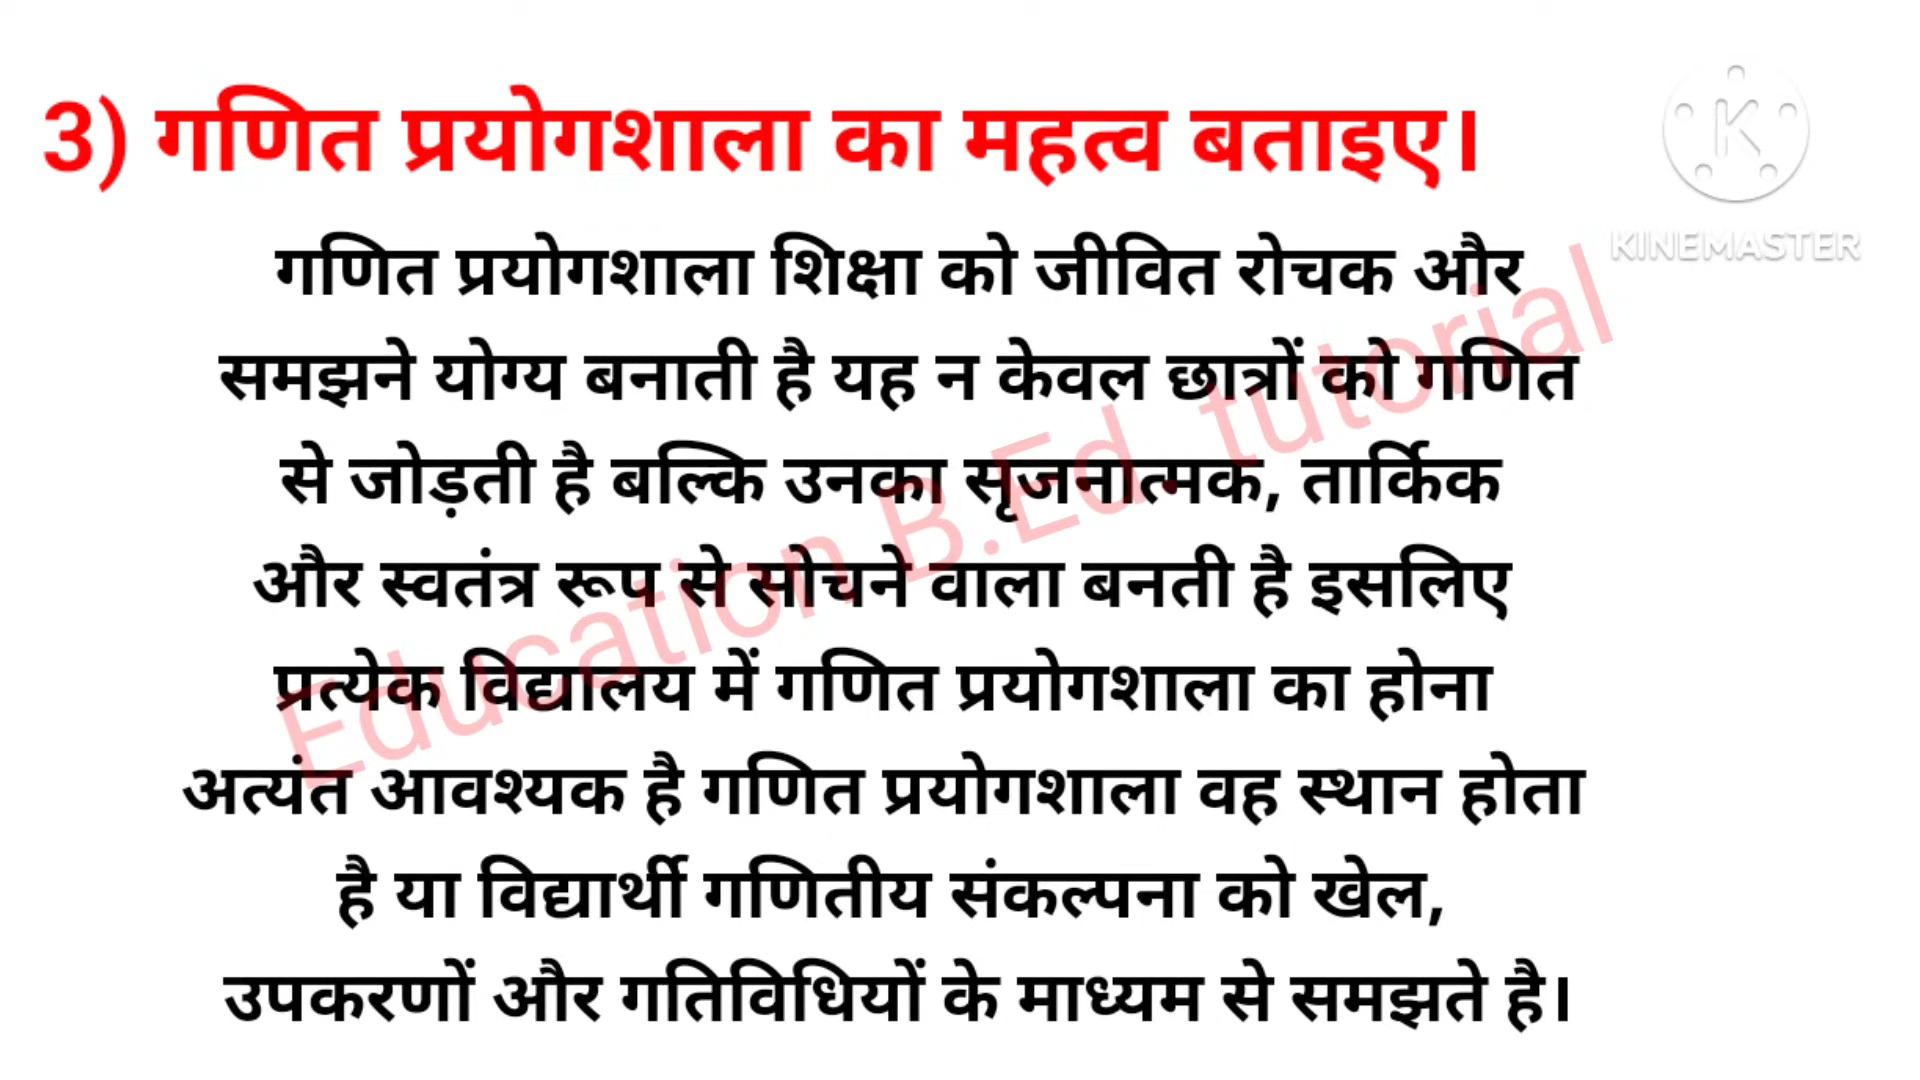 3) गणित प्रयोगशाला का महत्व बताइए।
KINEMASTER
गणित प्रयोगशाला शिक्षा को जीवित रोचक और
समझने योग्य बनाती है यह न केवल छात्रों को गणित
से जोड़ती है बल्कि उनका सृजनात्मक, तार्किक
और स्वतंत्र रूप से सोचने वाला बनती है इसलिए
प्रत्येक विद्यालय में गणित प्रयोगशाला का होना
अत्यंत आवश्यक है गणित प्रयोगशाला वह स्थान होता
है या विद्यार्थी गणितीय संकल्पना को खेल,
उपकरणों और गतिविधियों के माध्यम से समझते है।
Education B.Ed. tutorial